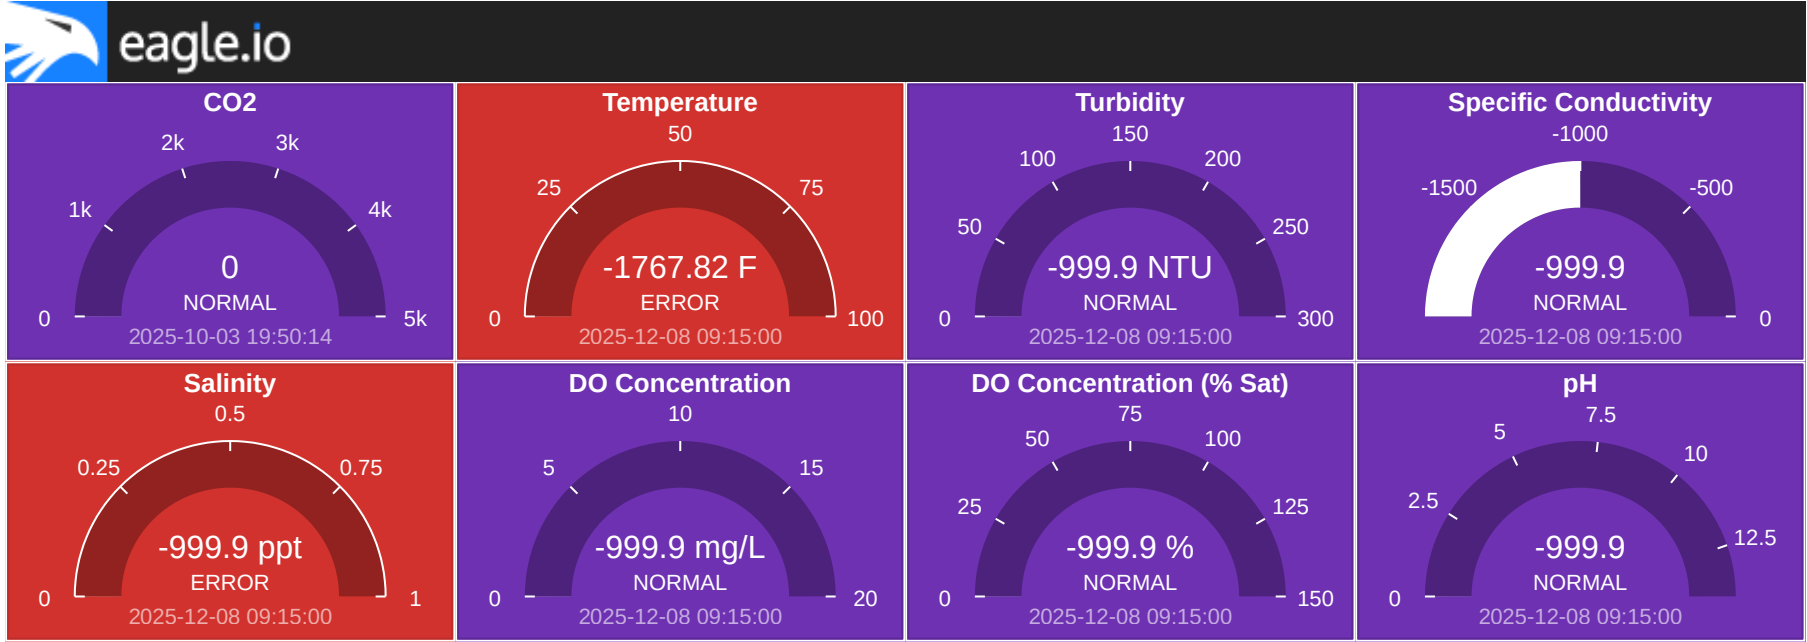 eagle.io
CO2
2k
3k
1k
4k
0
NORMAL
0
5k
2025-10-03 19:50:14
Temperature
50
25
75
-1767.82 F
ERROR
0
100
2025-12-08 09:15:00
Turbidity
150
100
200
50
250
-999.9 NTU
NORMAL
0
300
2025-12-08 09:15:00
Specific Conductivity
-1000
-1500
-500
-999.9
NORMAL
0
2025-12-08 09:15:00
Salinity
0.5
0.25
0.75
-999.9 ppt
ERROR
0
1
2025-12-08 09:15:00
DO Concentration
10
5
15
-999.9 mg/L
NORMAL
0
20
2025-12-08 09:15:00
DO Concentration (% Sat)
75
50
100
25
125
-999.9 %
NORMAL
0
150
2025-12-08 09:15:00
pH
7.5
5
10
2.5
12.5
-999.9
NORMAL
0
2025-12-08 09:15:00